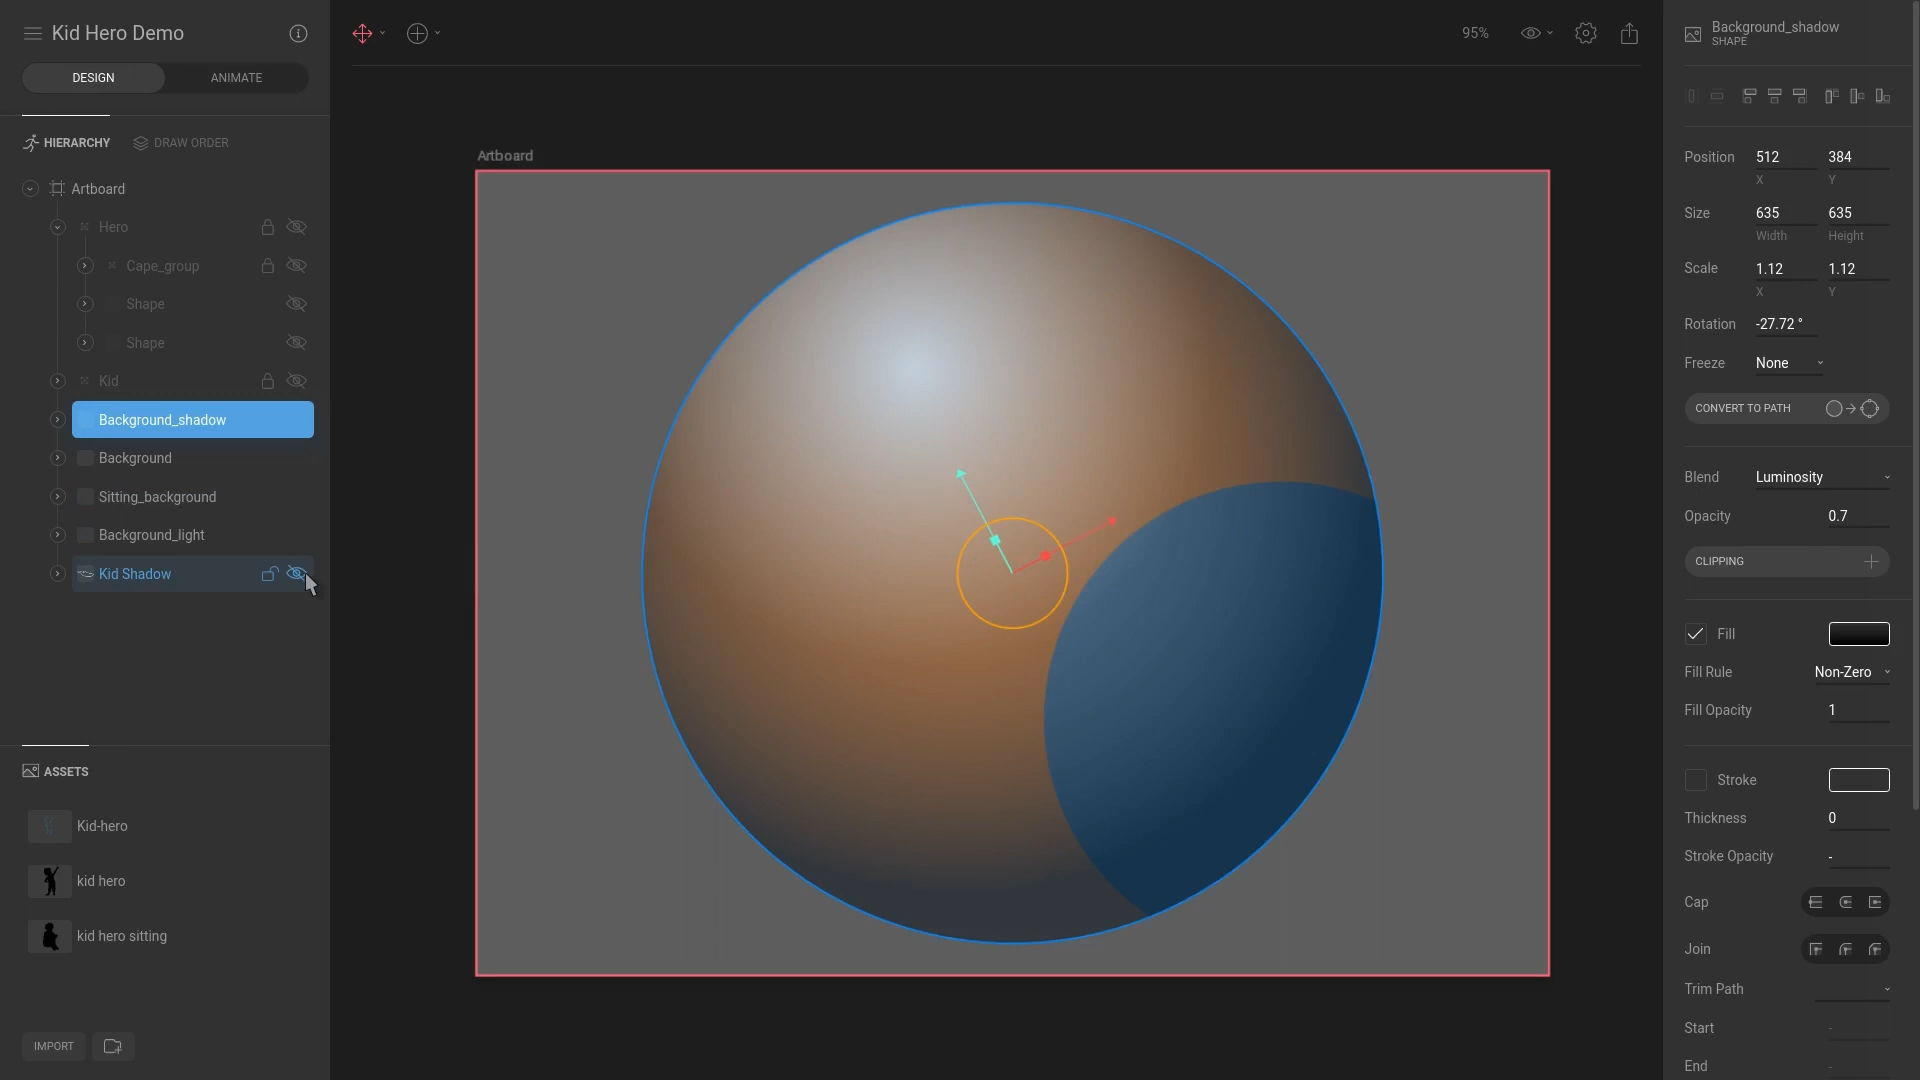 Kid Hero Demo
DESIGN
ANIMATE
HIERARCHY
DRAW ORDER
Artboard
Hero
Cape_group
Shape
Shape
Kid
Background_shadow
Background
Sitting_background
Background_light
Kid Shadow
ASSETS
Kid-hero
kid hero
kid hero sitting
IMPORT
95%
Artboard
Background_shadow
SHAPE
Position 512 384
X Y
Size 635 635
Width Height
Scale 1.12 1.12
X Y
Rotation -27.72 °
Freeze None
CONVERT TO PATH
Blend Luminosity
Opacity 0.7
CLIPPING
Fill
Fill Rule Non-Zero
Fill Opacity 1
Stroke
Thickness 0
Stroke Opacity -
Cap
Join
Trim Path
Start -
End -